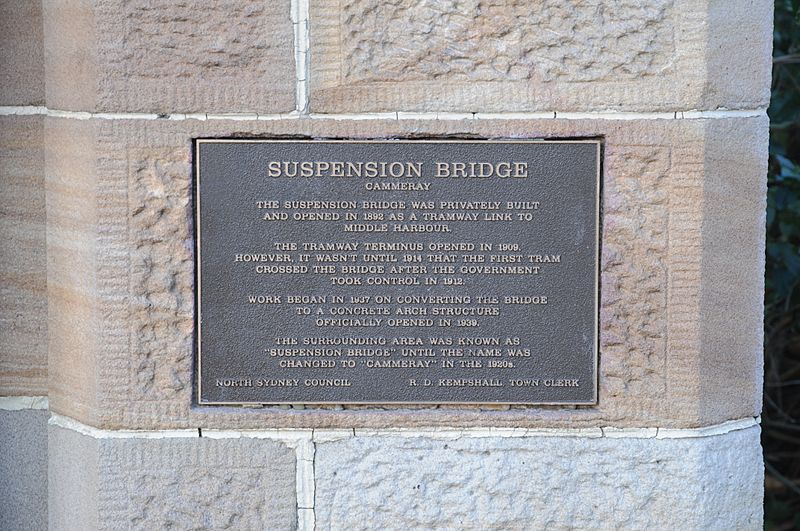 SUSPENSION BRIDGE
CAMMERAY
THE SUSPENSION BRIDGE WAS PRIVATELY BUILT
AND OPENED IN 1892 AS A TRAMWAY LINK TO
MIDDLE HARBOUR.
THE TRAMWAY TERMINUS OPENED IN 1909.
HOWEVER, IT WASN'T UNTIL 1914 THAT THE FIRST TRAM
CROSSED THE BRIDGE AFTER THE GOVERNMENT
TOOK CONTROL IN 1912.
WORK BEGAN IN 1937 ON CONVERTING THE BRIDGE
TO A CONCRETE ARCH STRUCTURE
OFFICIALLY OPENED IN 1939.
THE SURROUNDING AREA WAS KNOWN AS
"SUSPENSION BRIDGE" UNTIL THE NAME WAS
CHANGED TO "CAMMERAY" IN THE 1920s.
NORTH SYDNEY COUNCIL R. D. KEMPSHALL TOWN CLERK